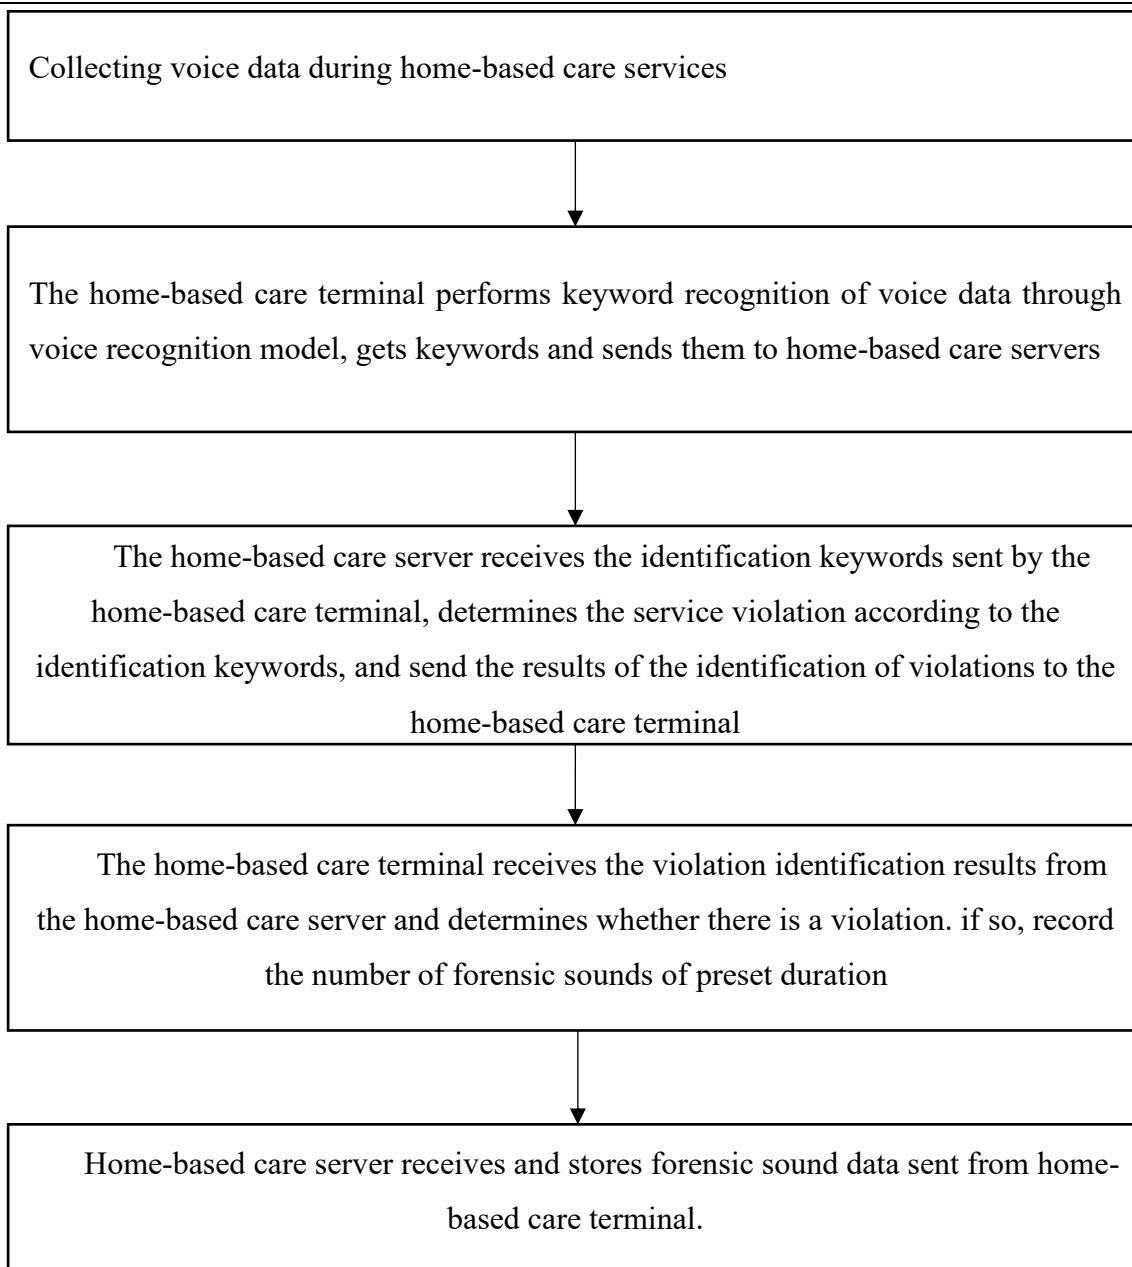 Collecting voice data during home-based care services
The home-based care terminal performs keyword recognition of voice data through
voice recognition model, gets keywords and sends them to home-based care servers
The home-based care server receives the identification keywords sent by the
home-based care terminal, determines the service violation according to the
identification keywords, and send the results of the identification of violations to the
home-based care terminal
The home-based care terminal receives the violation identification results from
the home-based care server and determines whether there is a violation. if so, record
the number of forensic sounds of preset duration
Home-based care server receives and stores forensic sound data sent from home-
based care terminal.